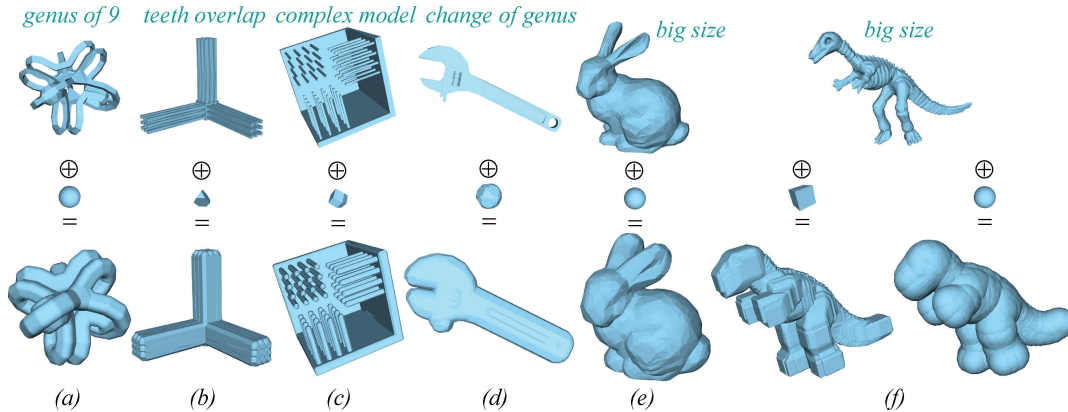 genus of 9 teeth overlap complex model change of genus big size big size
⊕ ⊕ ⊕ ⊕ ⊕ ⊕ ⊕
= = = = = = =
(a) (b) (c) (d) (e) (f)